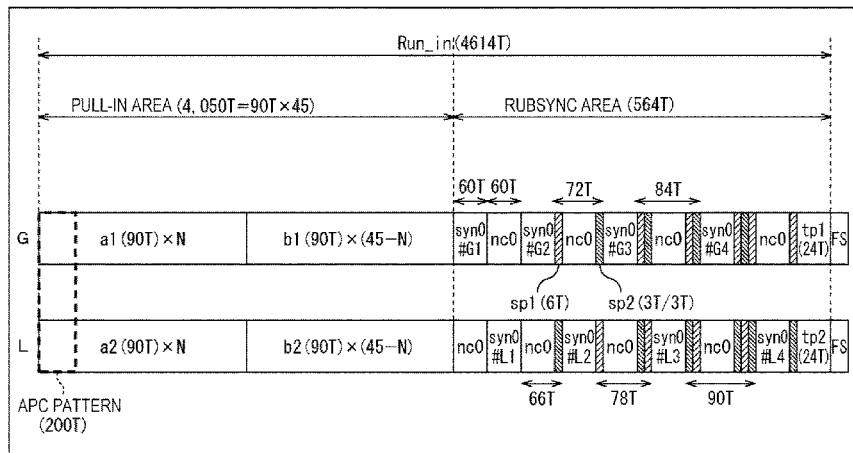 Run_in(4614T)
PULL-IN AREA (4,050T=90T×45)
RUBSYNC AREA (564T)
60T 60T 72T 84T
G a1(90T)×N b1(90T)×(45-N) syn0 #G1 nc0 syn0 #G2 nc0 syn0 #G3 nc0 syn0 #G4 nc0 tp1 (24T) FS
sp1(6T) sp2(3T/3T)
L a2(90T)×N b2(90T)×(45-N) nc0 syn0 #L1 nc0 syn0 #L2 nc0 syn0 #L3 nc0 syn0 #L4 tp2 (24T) FS
66T 78T 90T
APC PATTERN
(200T)